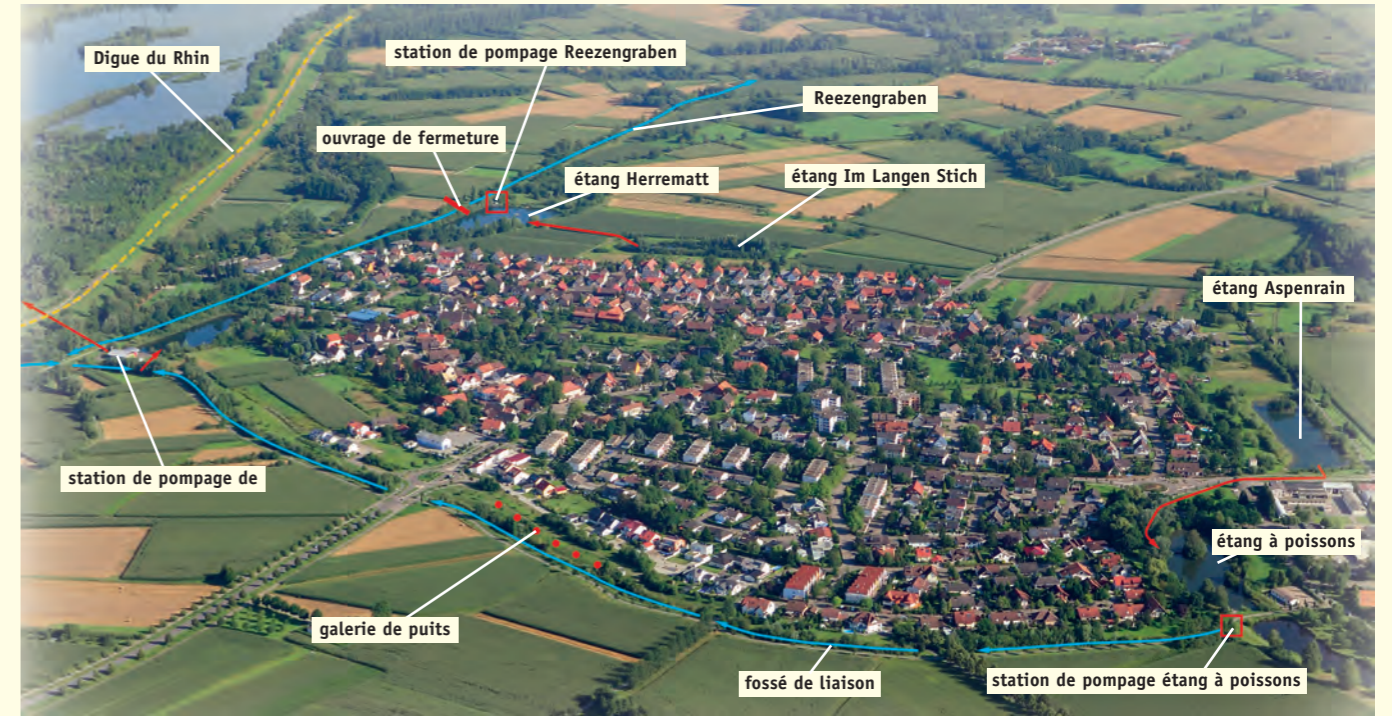 Digue du Rhin
station de pompage Reezengraben
Reezengraben
ouvrage de fermeture
étang Herrematt
étang Im Langen Stich
étang Aspenrain
station de pompage de
étang à poissons
galerie de puits
fossé de liaison
station de pompage étang à poissons